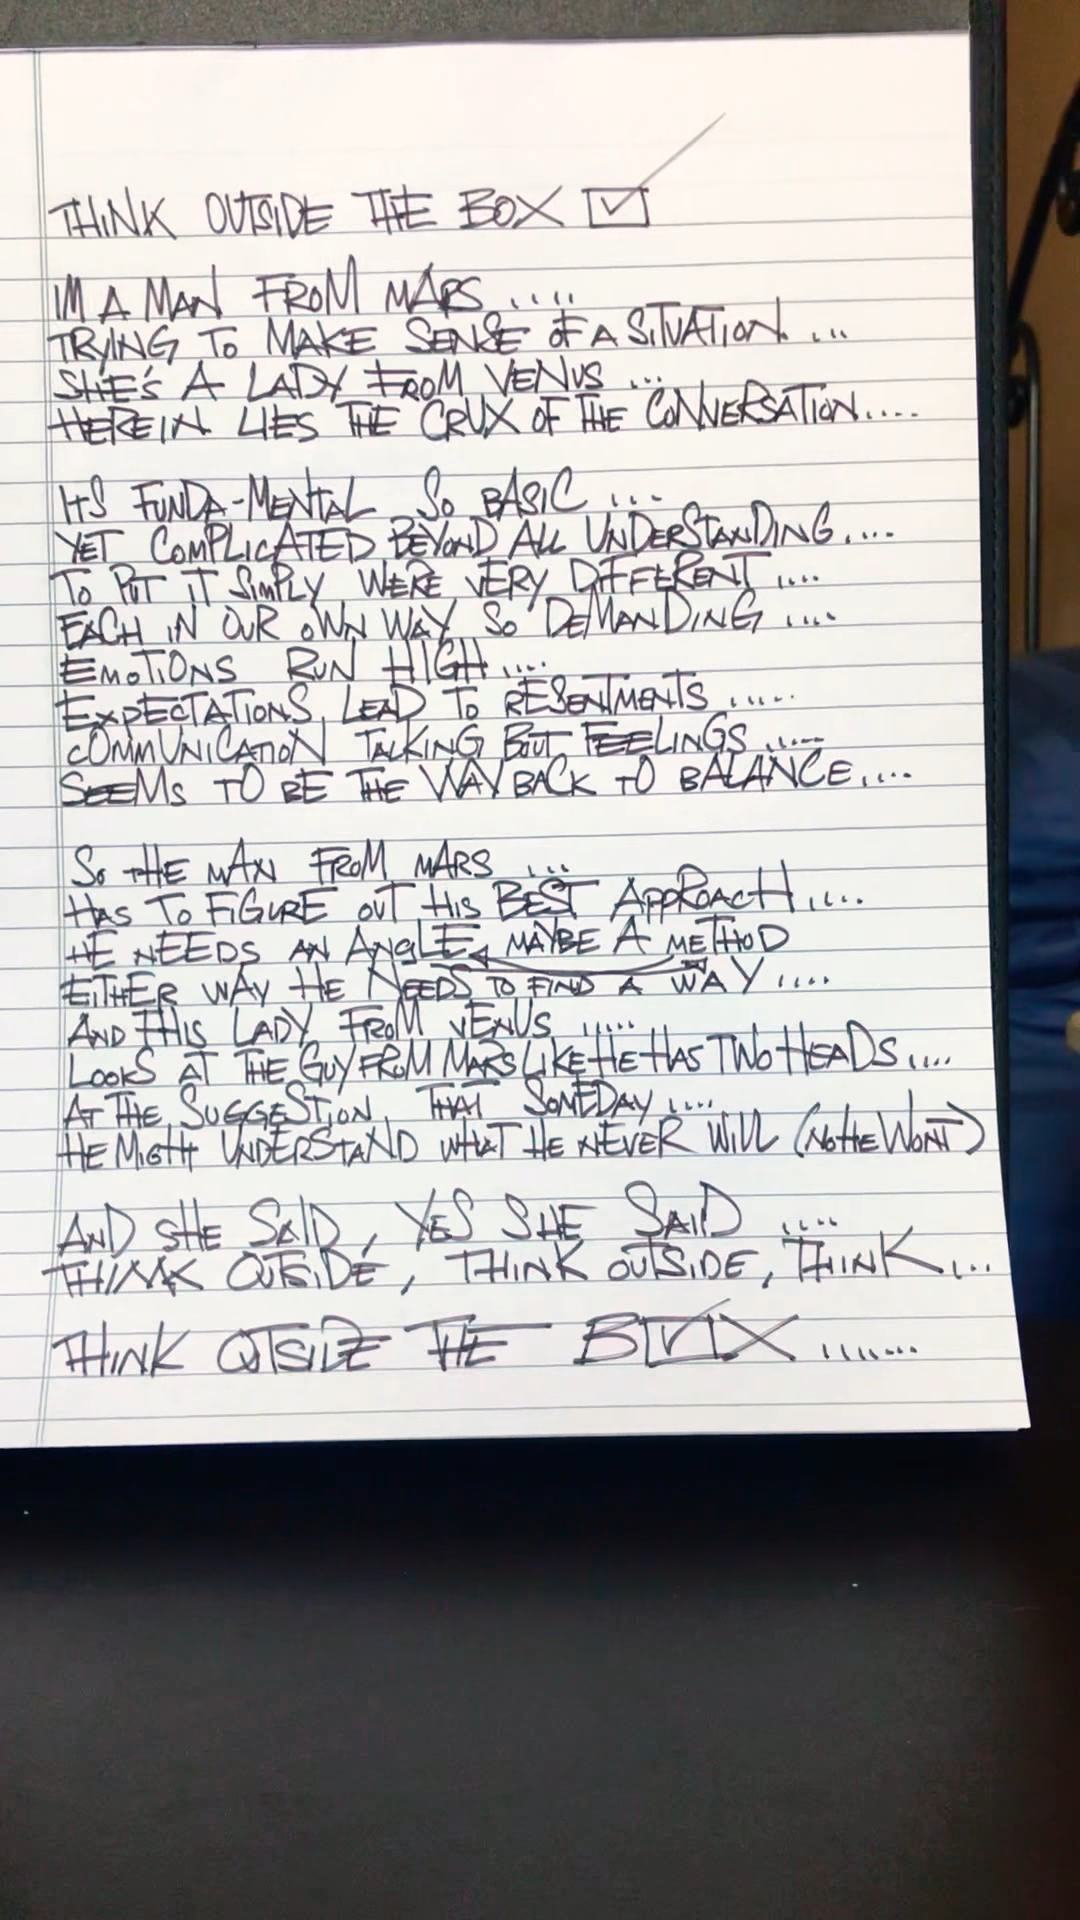 THINK OUTSIDE THE BOX ☑
IM A MAN FROM MARS ....
TRYING TO MAKE SENSE OF A SITUATION ....
SHE'S A LADY FROM VENUS ...
HEREIN LIES THE CRUX OF THE CONVERSATION....
ITS FUNDA-MENTAL SO BASIC ....
YET COMPLICATED BEYOND ALL UNDERSTANDING....
TO PUT IT SIMPLY WERE VERY DIFFERENT ....
EACH IN OUR OWN WAY SO DEMANDING ....
EMOTIONS RUN HIGH ....
EXPECTATIONS LEAD TO RESENTMENTS .....
COMMUNICATION TALKING BOUT FEELINGS .....
SEEMS TO BE THE WAY BACK TO BALANCE....
SO THE MAN FROM MARS ...
HAS TO FIGURE OUT HIS BEST APPROACH....
HE NEEDS AN ANGLE MAYBE A METHOD
EITHER WAY HE NEEDS TO FIND A WAY ....
AND THIS LADY FROM VENUS .....
LOOKS AT THE GUY FROM MARS LIKE HE HAS TWO HEADS....
AT THE SUGGESTION THAT SOMEDAY....
HE MIGHT UNDERSTAND WHAT HE NEVER WILL (NO HE WONT)
AND SHE SAID, YES SHE SAID ....
THINK OUTSIDE, THINK OUTSIDE, THINK...
THINK OUTSIDE THE B☑X .......